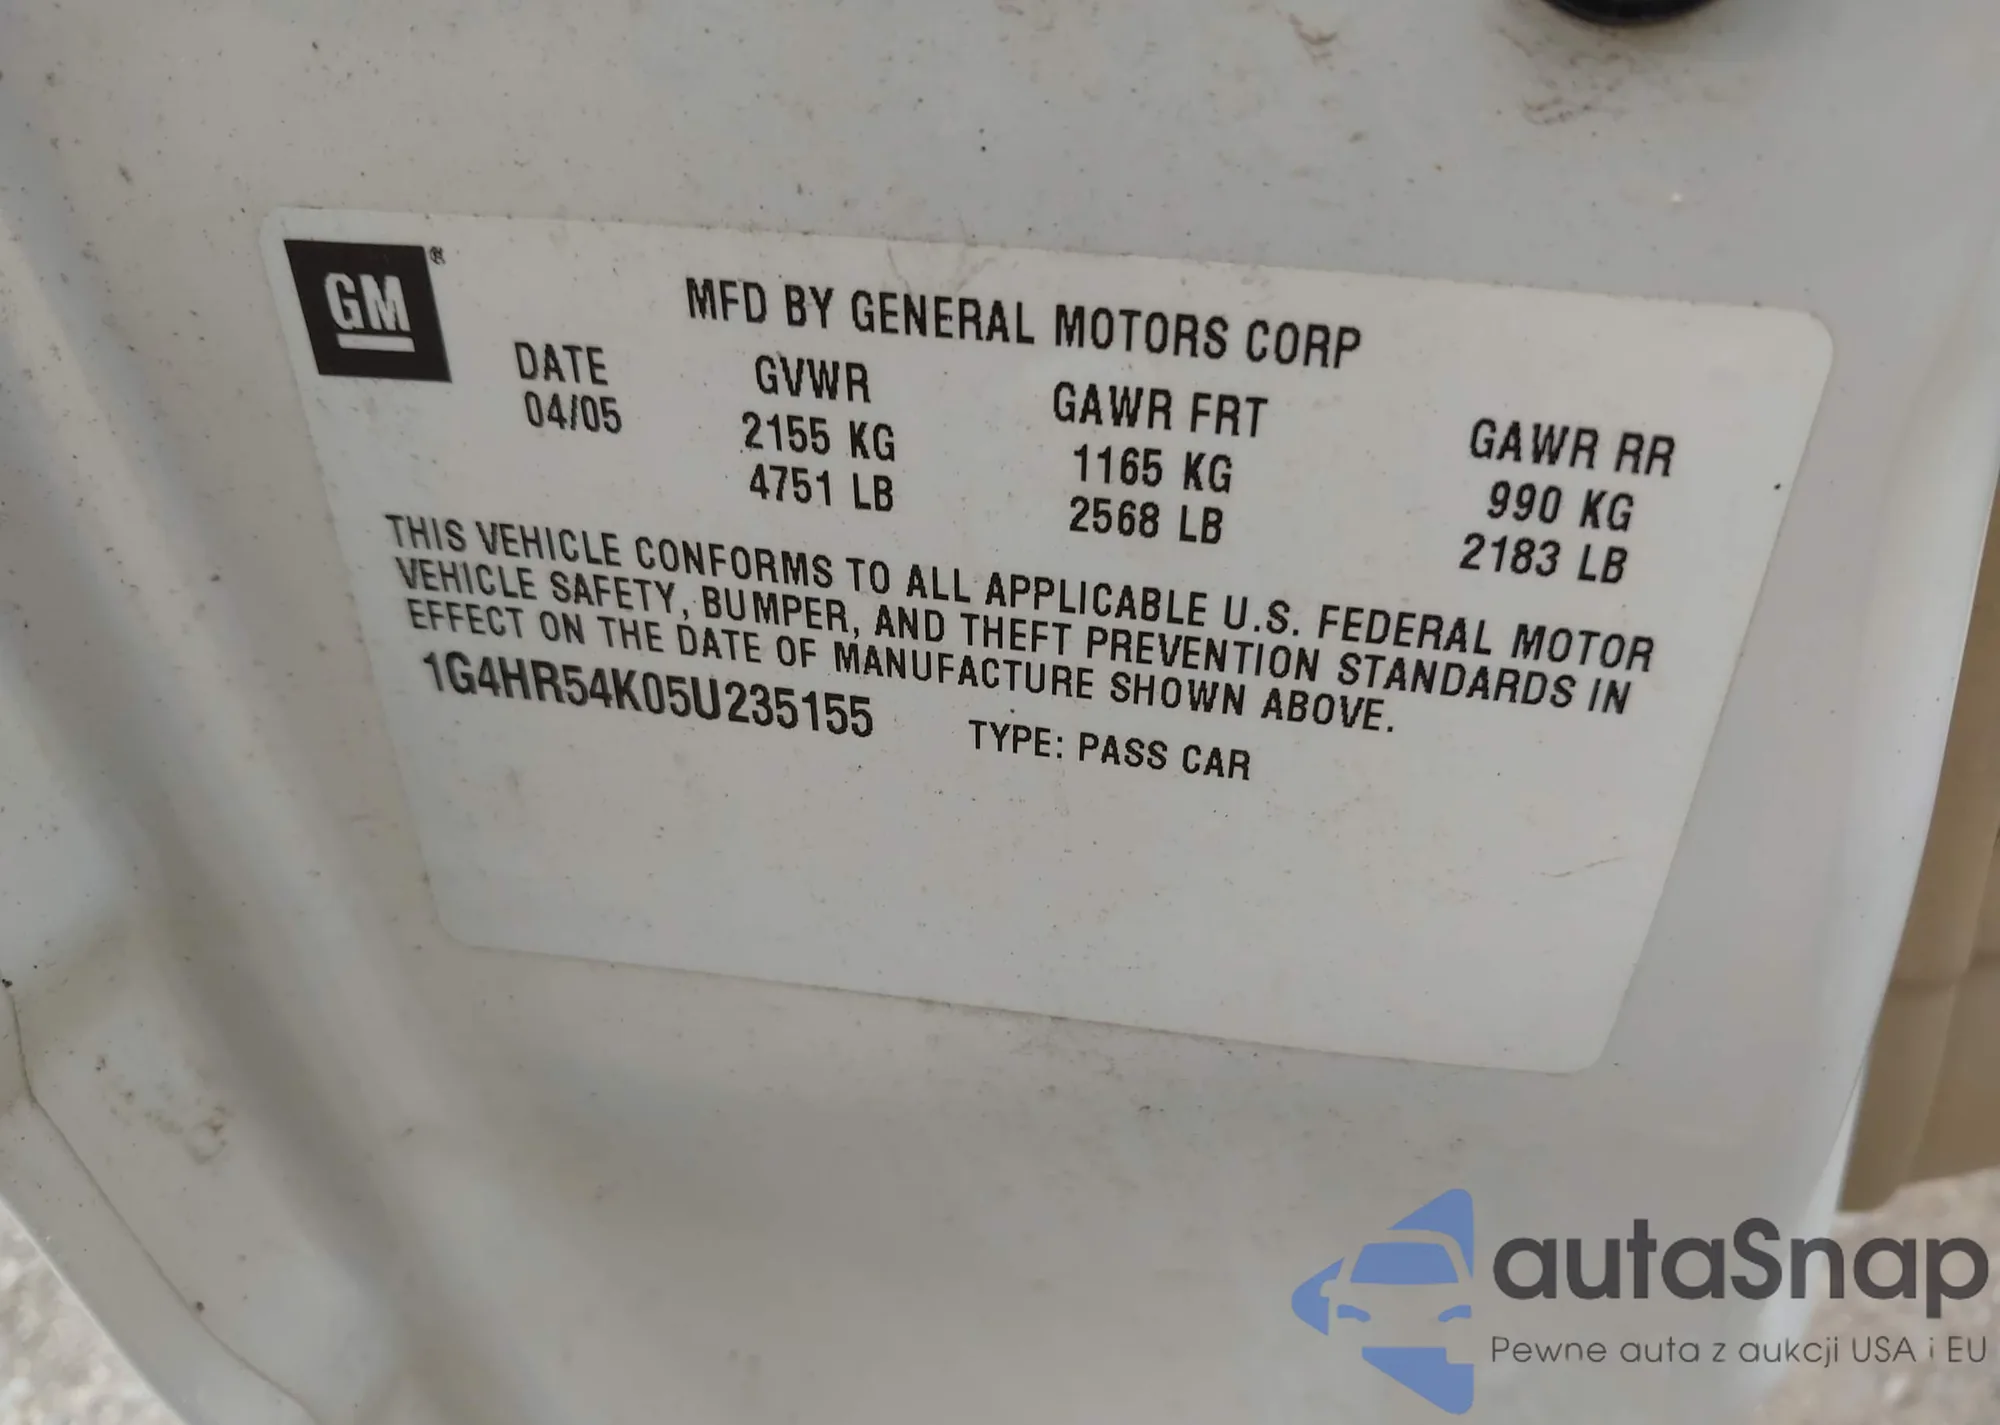 GM®
MFD BY GENERAL MOTORS CORP
DATE GVWR GAWR FRT GAWR RR
04/05 2155 KG 1165 KG 990 KG
4751 LB 2568 LB 2183 LB
THIS VEHICLE CONFORMS TO ALL APPLICABLE U.S. FEDERAL MOTOR
VEHICLE SAFETY, BUMPER, AND THEFT PREVENTION STANDARDS IN
EFFECT ON THE DATE OF MANUFACTURE SHOWN ABOVE.
1G4HR54K05U235155 TYPE: PASS CAR
autaSnap
Pewne auta z aukcji USA i EU